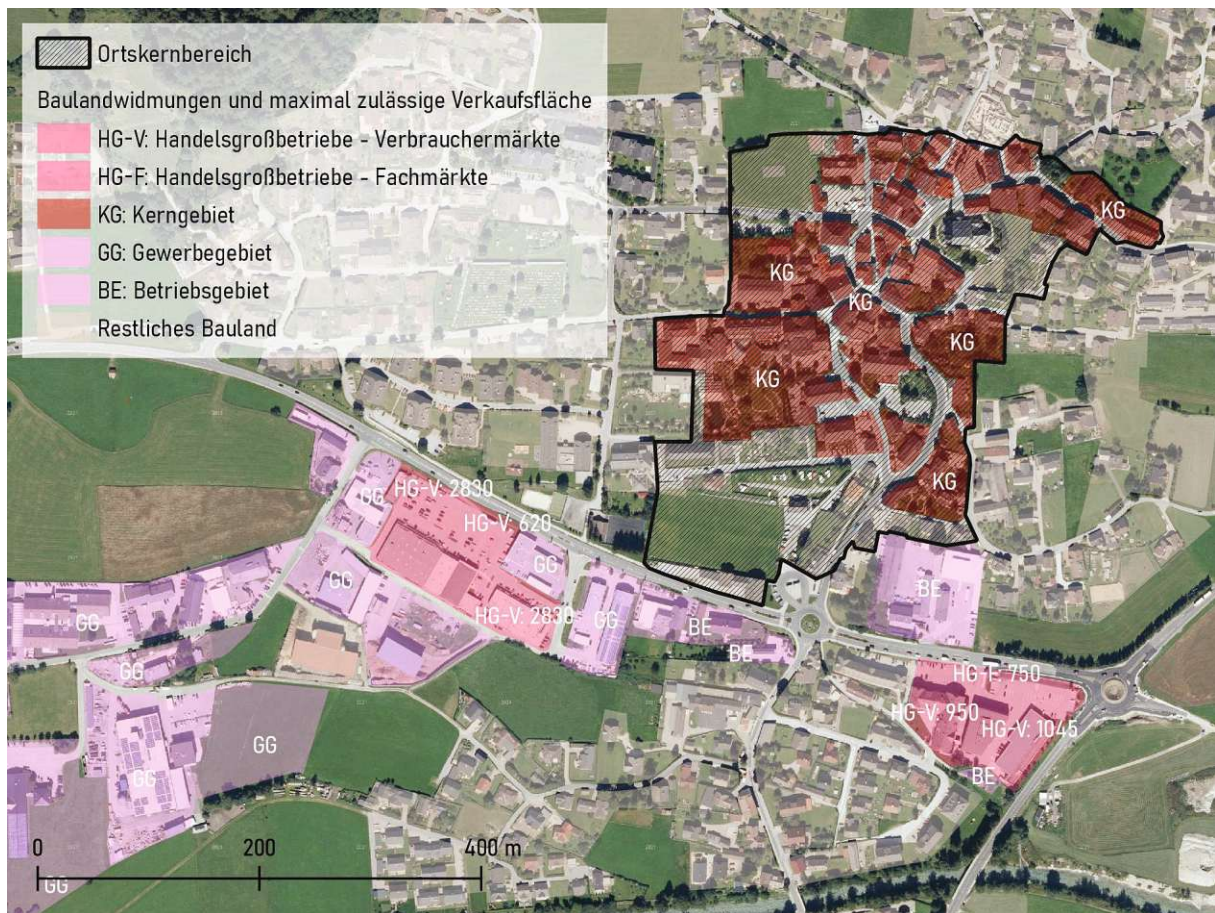 Ortskernbereich
Baulandwidmungen und maximal zulässige Verkaufsfläche
HG-V: Handelsgroßbetriebe - Verbrauchermärkte
HG-F: Handelsgroßbetriebe - Fachmärkte
KG: Kerngebiet
GG: Gewerbegebiet
BE: Betriebsgebiet
Restliches Bauland
KG
KG
KG
KG
KG
KG
HG-V: 2830
GG
HG-V: 620
GG
GG
HG-V: 2830
GG
GG
BE
BE
BE
GG
HG-F: 750
HG-V: 950
HG-V: 1045
BE
GG
GG
0 200 400 m
GG